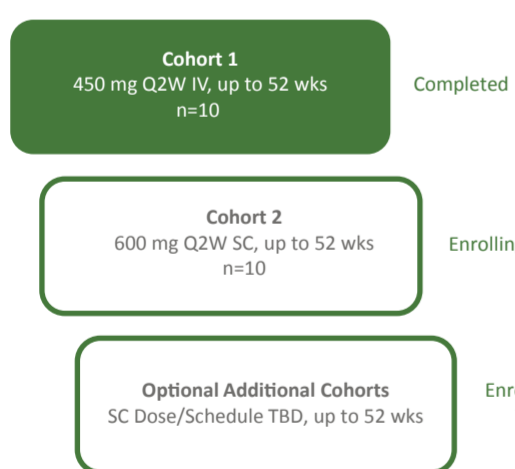 Cohort 1
450 mg Q2W IV, up to 52 wks
n=10
Completed
Cohort 2
600 mg Q2W SC, up to 52 wks
n=10
Optional Additional Cohorts
SC Dose/Schedule TBD, up to 52 wks